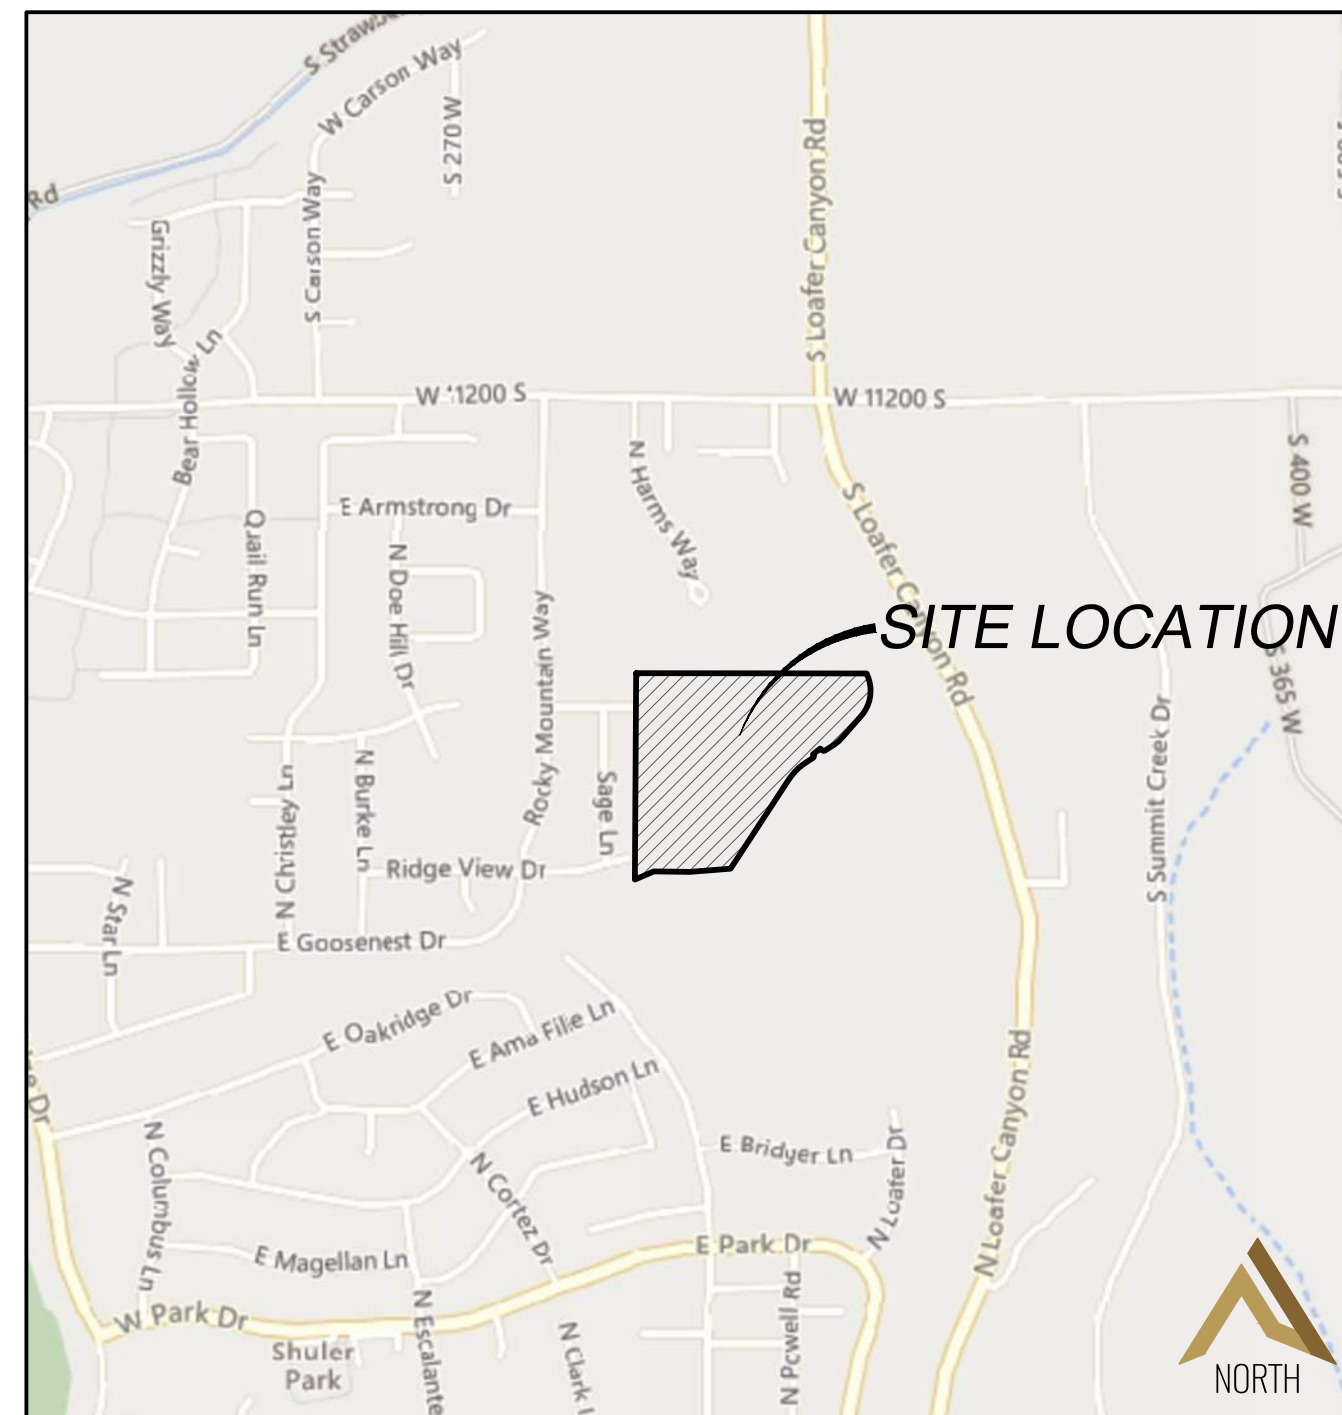 S Strawb
W Carson Way
S 270 W
Rd
S Carson Way
Grizzly Way
Bear Hollow Ln
S Loafer Canyon Rd
W 11200 S
W 11200 S
S 400 W
N Harms Way
E Armstrong Dr
Quail Run Ln
N Doe Hill Dr
Rocky Mountain Way
S Loafer Canyon Rd
SITE LOCATION
S 365 W
S Summit Creek Dr
Sage Ln
N Burke Ln
N Christley Ln
Ridge View Dr
N Star Ln
E Goosenest Dr
E Oakridge Dr
E Ama Fille Ln
E Hudson Ln
N Loafer Canyon Rd
Dr
N Columbus Ln
N Cortez Dr
E Bridyer Ln
N Loafer Dr
E Magellan Ln
E Park Dr
W Park Dr
N Escalante
N Clark
N Powell Rd
Shuler
Park
NORTH